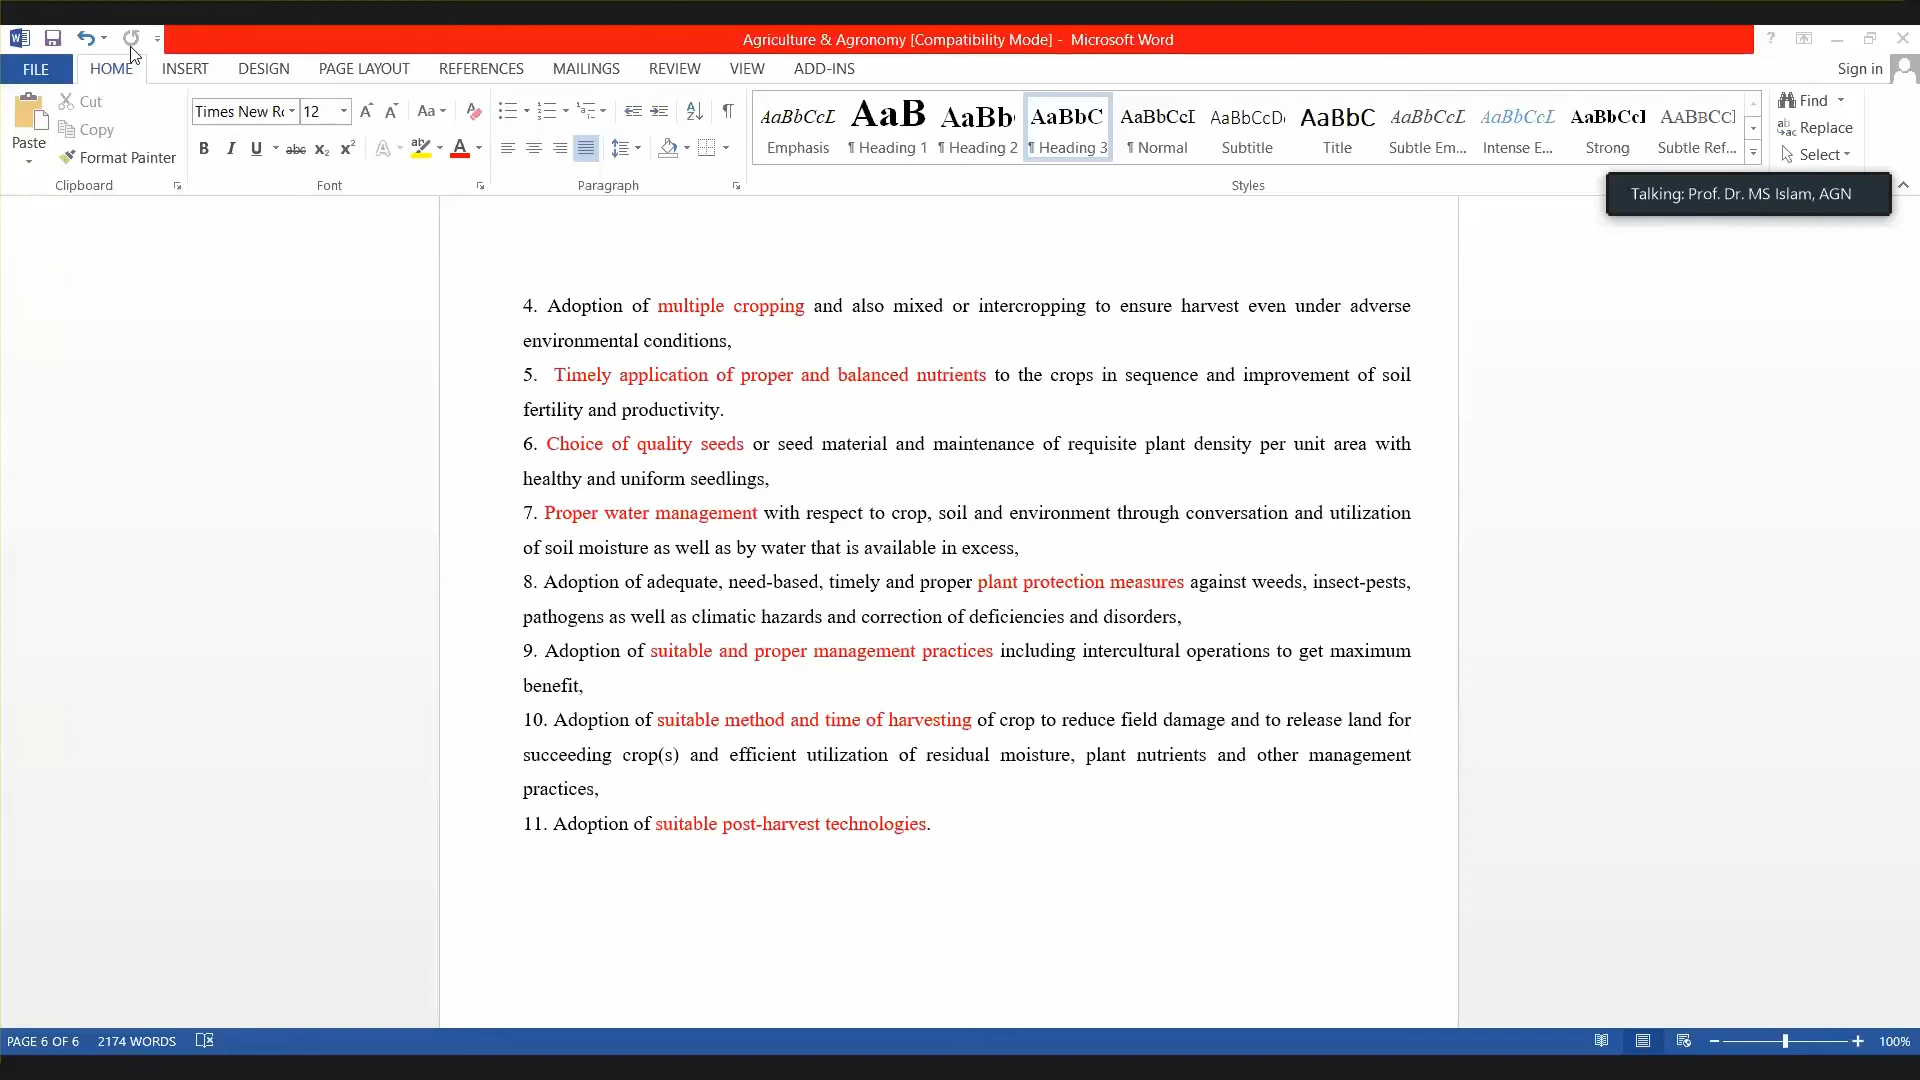 Agriculture & Agronomy [Compatibility Mode] - Microsoft Word
FILE HOME INSERT DESIGN PAGE LAYOUT REFERENCES MAILINGS REVIEW VIEW ADD-INS Sign in
Paste
Cut
Copy
Format Painter
Clipboard
Times New Ro 12
Font
Paragraph
AaBbCcL AaB AaBb AaBbC AaBbCcI AaBbCcD AaBbC AaBbCcL AaBbCcL AaBbCcI AaBbCcI
Emphasis ¶ Heading 1 ¶ Heading 2 ¶ Heading 3 ¶ Normal Subtitle Title Subtle Em... Intense E... Strong Subtle Ref...
Styles
Find
Replace
Select
Talking: Prof. Dr. MS Islam, AGN
4. Adoption of multiple cropping and also mixed or intercropping to ensure harvest even under adverse
environmental conditions,
5. Timely application of proper and balanced nutrients to the crops in sequence and improvement of soil
fertility and productivity.
6. Choice of quality seeds or seed material and maintenance of requisite plant density per unit area with
healthy and uniform seedlings,
7. Proper water management with respect to crop, soil and environment through conversation and utilization
of soil moisture as well as by water that is available in excess,
8. Adoption of adequate, need-based, timely and proper plant protection measures against weeds, insect-pests,
pathogens as well as climatic hazards and correction of deficiencies and disorders,
9. Adoption of suitable and proper management practices including intercultural operations to get maximum
benefit,
10. Adoption of suitable method and time of harvesting of crop to reduce field damage and to release land for
succeeding crop(s) and efficient utilization of residual moisture, plant nutrients and other management
practices,
11. Adoption of suitable post-harvest technologies.
PAGE 6 OF 6 2174 WORDS 100%